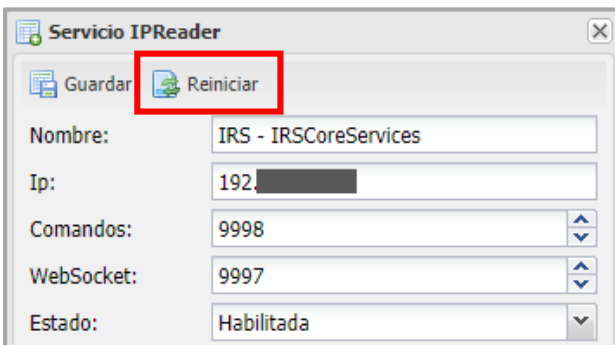 Servicio IPReader
Guardar Reiniciar
Nombre: IRS - IRSCoreServices
Ip: 192.
Comandos: 9998
WebSocket: 9997
Estado: Habilitada